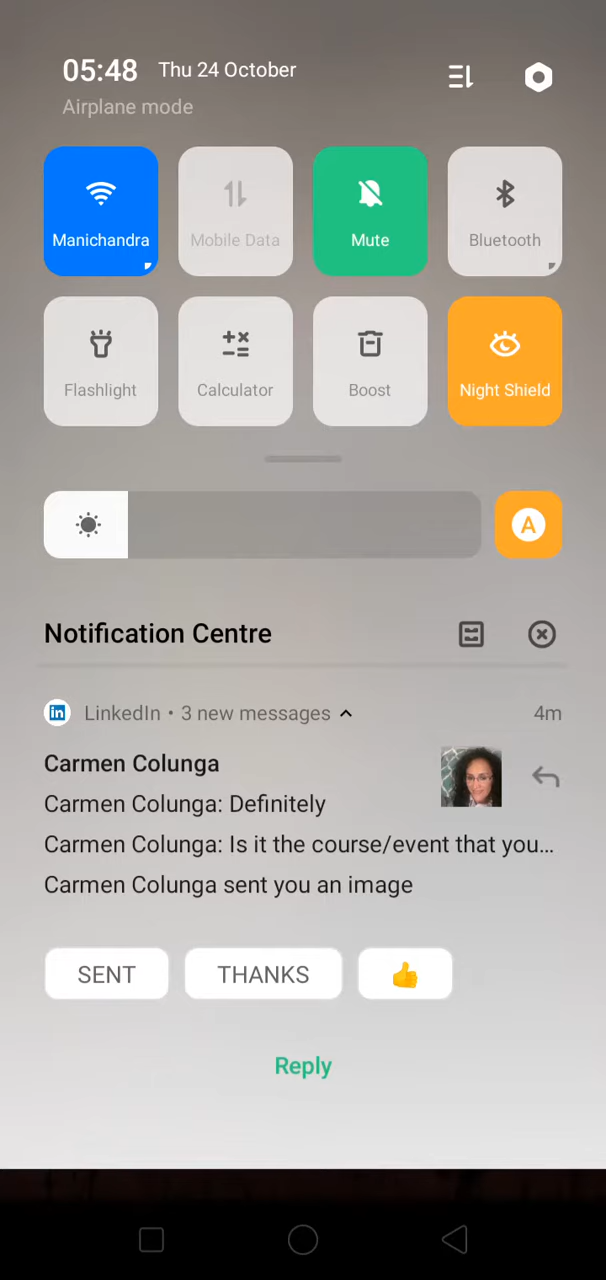 05:48 Thu 24 October
Airplane mode
Manichandra Mobile Data Mute Bluetooth
Flashlight Calculator Boost Night Shield
A
Notification Centre
in LinkedIn • 3 new messages 4m
Carmen Colunga
Carmen Colunga: Definitely
Carmen Colunga: Is it the course/event that you...
Carmen Colunga sent you an image
SENT THANKS 👍
Reply